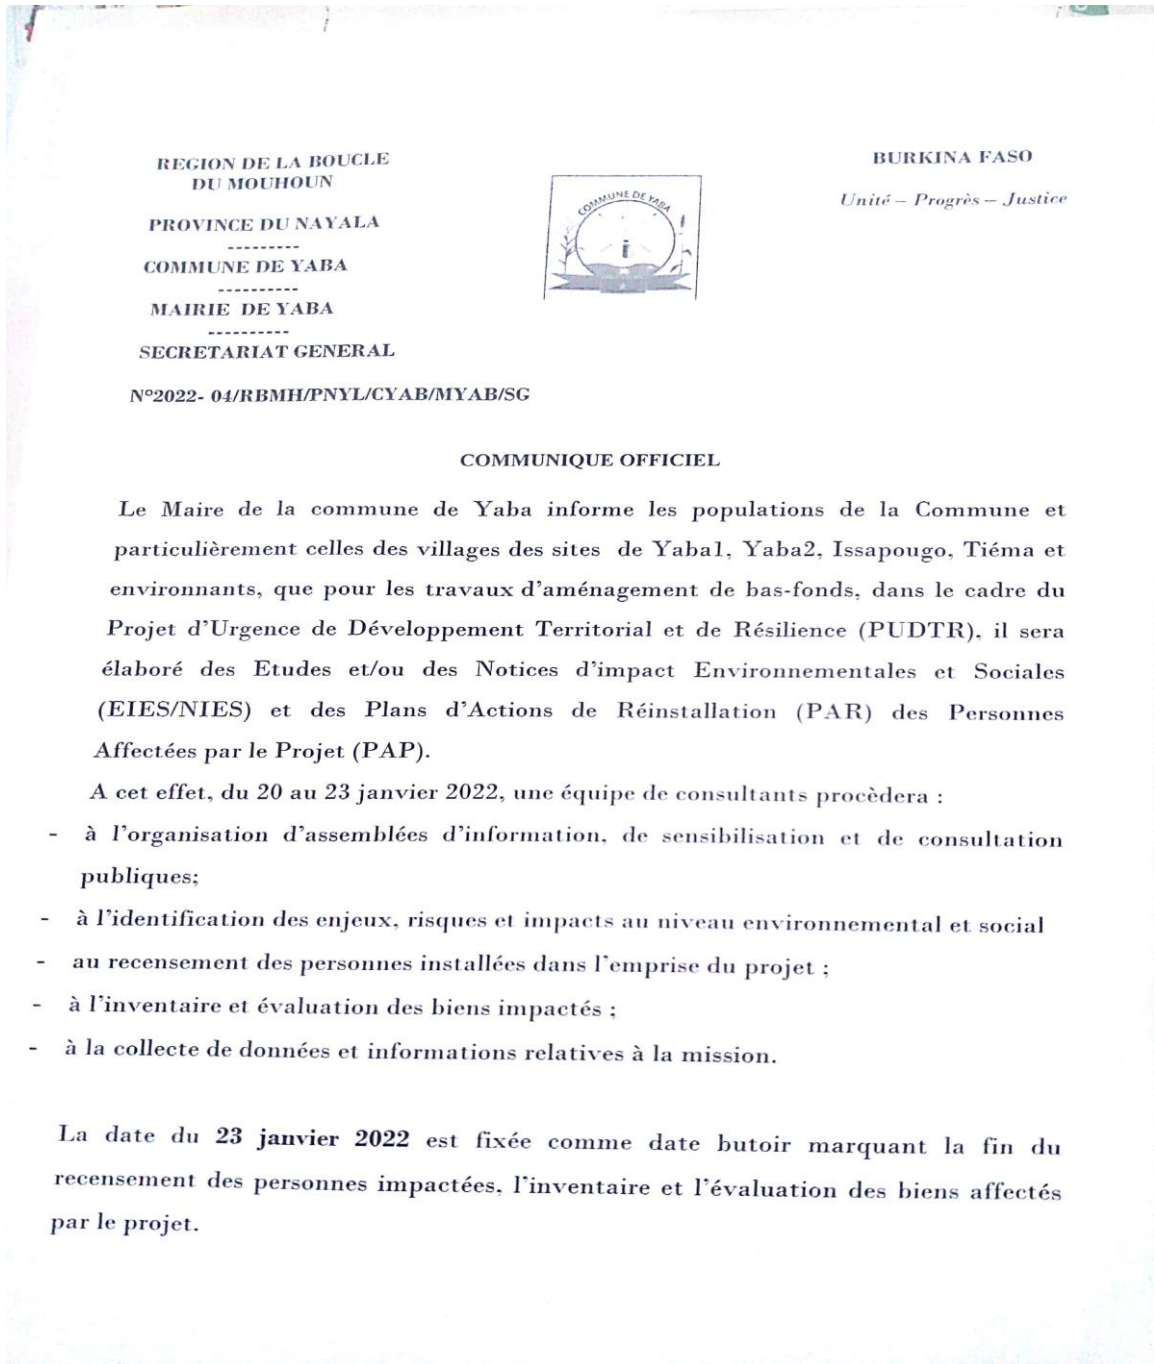 REGION DE LA BOUCLE
DU MOUHOUN
PROVINCE DU NAYALA
---------
COMMUNE DE YABA
----------
MAIRIE DE YABA
----------
SECRETARIAT GENERAL
N°2022- 04/RBMH/PNYL/CYAB/MYAB/SG
COMMUNE DE YABA
BURKINA FASO
Unité – Progrès – Justice
COMMUNIQUE OFFICIEL
Le Maire de la commune de Yaba informe les populations de la Commune et
particulièrement celles des villages des sites de Yaba1, Yaba2, Issapougo, Tiéma et
environnants, que pour les travaux d'aménagement de bas-fonds, dans le cadre du
Projet d'Urgence de Développement Territorial et de Résilience (PUDTR), il sera
élaboré des Etudes et/ou des Notices d'impact Environnementales et Sociales
(EIES/NIES) et des Plans d'Actions de Réinstallation (PAR) des Personnes
Affectées par le Projet (PAP).
A cet effet, du 20 au 23 janvier 2022, une équipe de consultants procèdera :
- à l'organisation d'assemblées d'information, de sensibilisation et de consultation
publiques;
- à l'identification des enjeux, risques et impacts au niveau environnemental et social
- au recensement des personnes installées dans l'emprise du projet ;
- à l'inventaire et évaluation des biens impactés ;
- à la collecte de données et informations relatives à la mission.
La date du 23 janvier 2022 est fixée comme date butoir marquant la fin du
recensement des personnes impactées, l'inventaire et l'évaluation des biens affectés
par le projet.